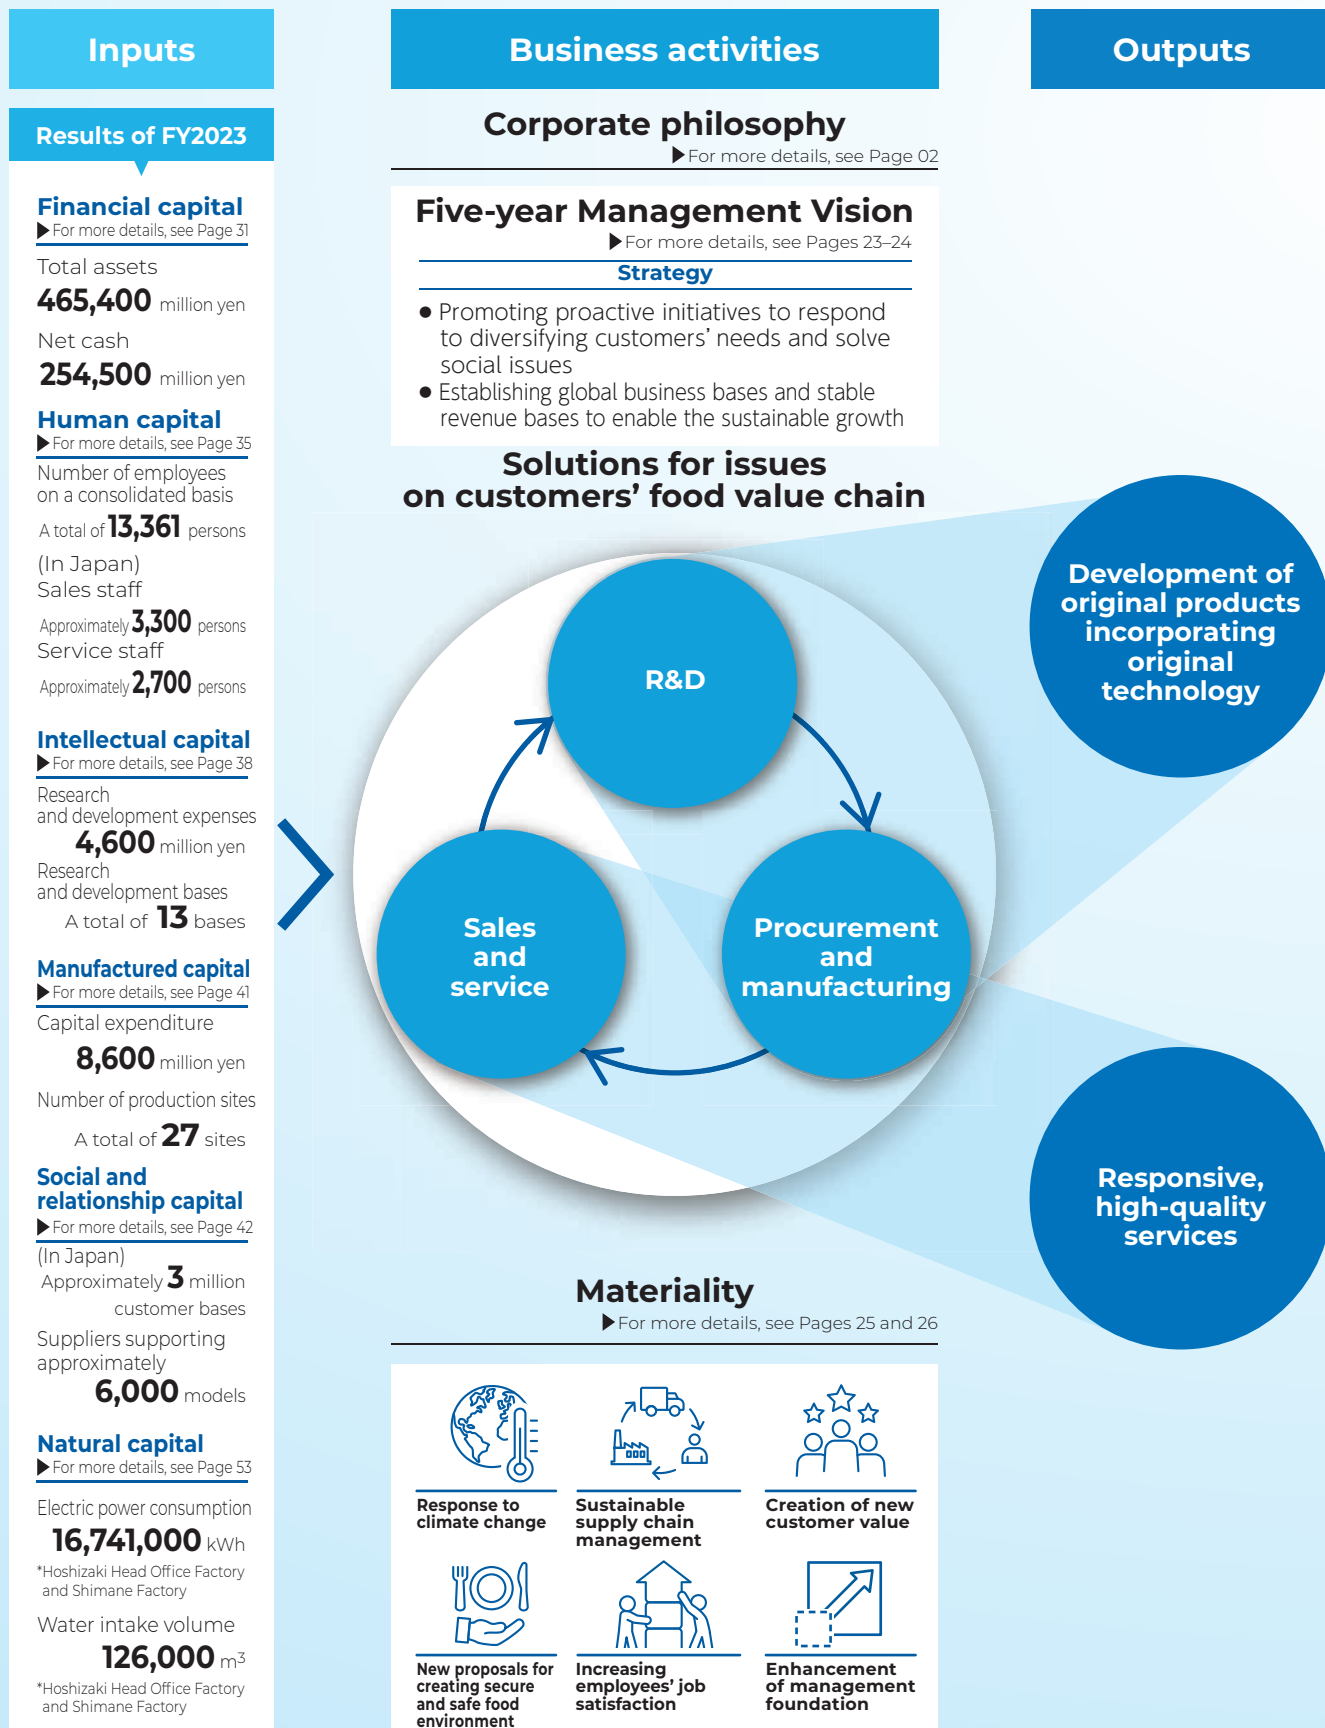 Inputs
Results of FY2023
Financial capital
▶For more details, see Page 31
Total assets
465,400 million yen
Net cash
254,500 million yen
Human capital
▶For more details, see Page 35
Number of employees
on a consolidated basis
A total of 13,361 persons
(In Japan)
Sales staff
Approximately 3,300 persons
Service staff
Approximately 2,700 persons
Intellectual capital
▶For more details, see Page 38
Research
and development expenses
4,600 million yen
Research
and development bases
A total of 13 bases
Manufactured capital
▶For more details, see Page 41
Capital expenditure
8,600 million yen
Number of production sites
A total of 27 sites
Social and
relationship capital
▶For more details, see Page 42
(In Japan)
Approximately 3 million
customer bases
Suppliers supporting
approximately
6,000 models
Natural capital
▶For more details, see Page 53
Electric power consumption
16,741,000 kWh
*Hoshizaki Head Office Factory
and Shimane Factory
Water intake volume
126,000 m³
*Hoshizaki Head Office Factory
and Shimane Factory
Business activities
Corporate philosophy
▶For more details, see Page 02
Five-year Management Vision
▶For more details, see Pages 23–24
Strategy
● Promoting proactive initiatives to respond
to diversifying customers' needs and solve
social issues
● Establishing global business bases and stable
revenue bases to enable the sustainable growth
Solutions for issues
on customers' food value chain
R&D
Sales
and
service
Procurement
and
manufacturing
Materiality
▶For more details, see Pages 25 and 26
Response to
climate change
Sustainable
supply chain
management
Creation of new
customer value
New proposals for
creating secure
and safe food
environment
Increasing
employees' job
satisfaction
Enhancement
of management
foundation
Outputs
Development of
original products
incorporating
original
technology
Responsive,
high-quality
services